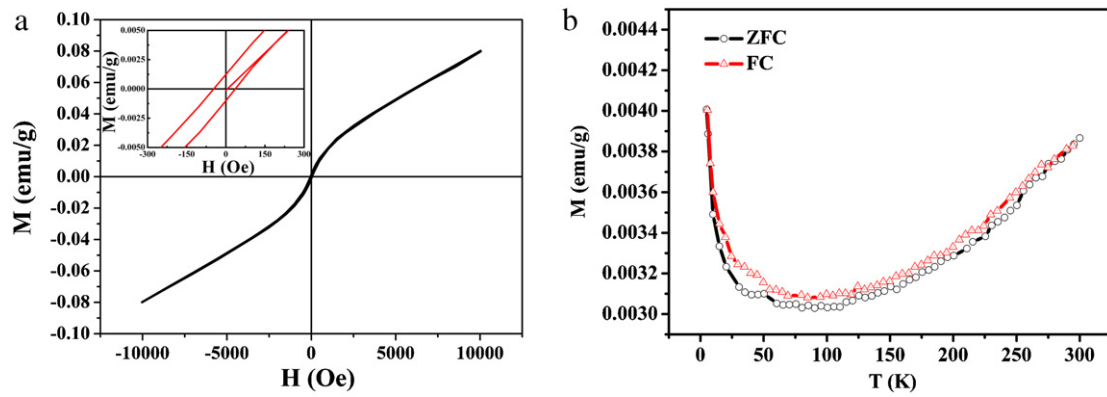 a
M (emu/g)
0.10
0.08
0.06
0.04
0.02
0.00
-0.02
-0.04
-0.06
-0.08
-0.10
-10000 -5000 0 5000 10000
H (Oe)
M (emu/g)
0.0050
0.0025
0.0000
-0.0025
-0.0050
-300 -150 0 150 300
H (Oe)
b
M (emu/g)
0.0044
0.0042
0.0040
0.0038
0.0036
0.0034
0.0032
0.0030
ZFC
FC
0 50 100 150 200 250 300
T (K)